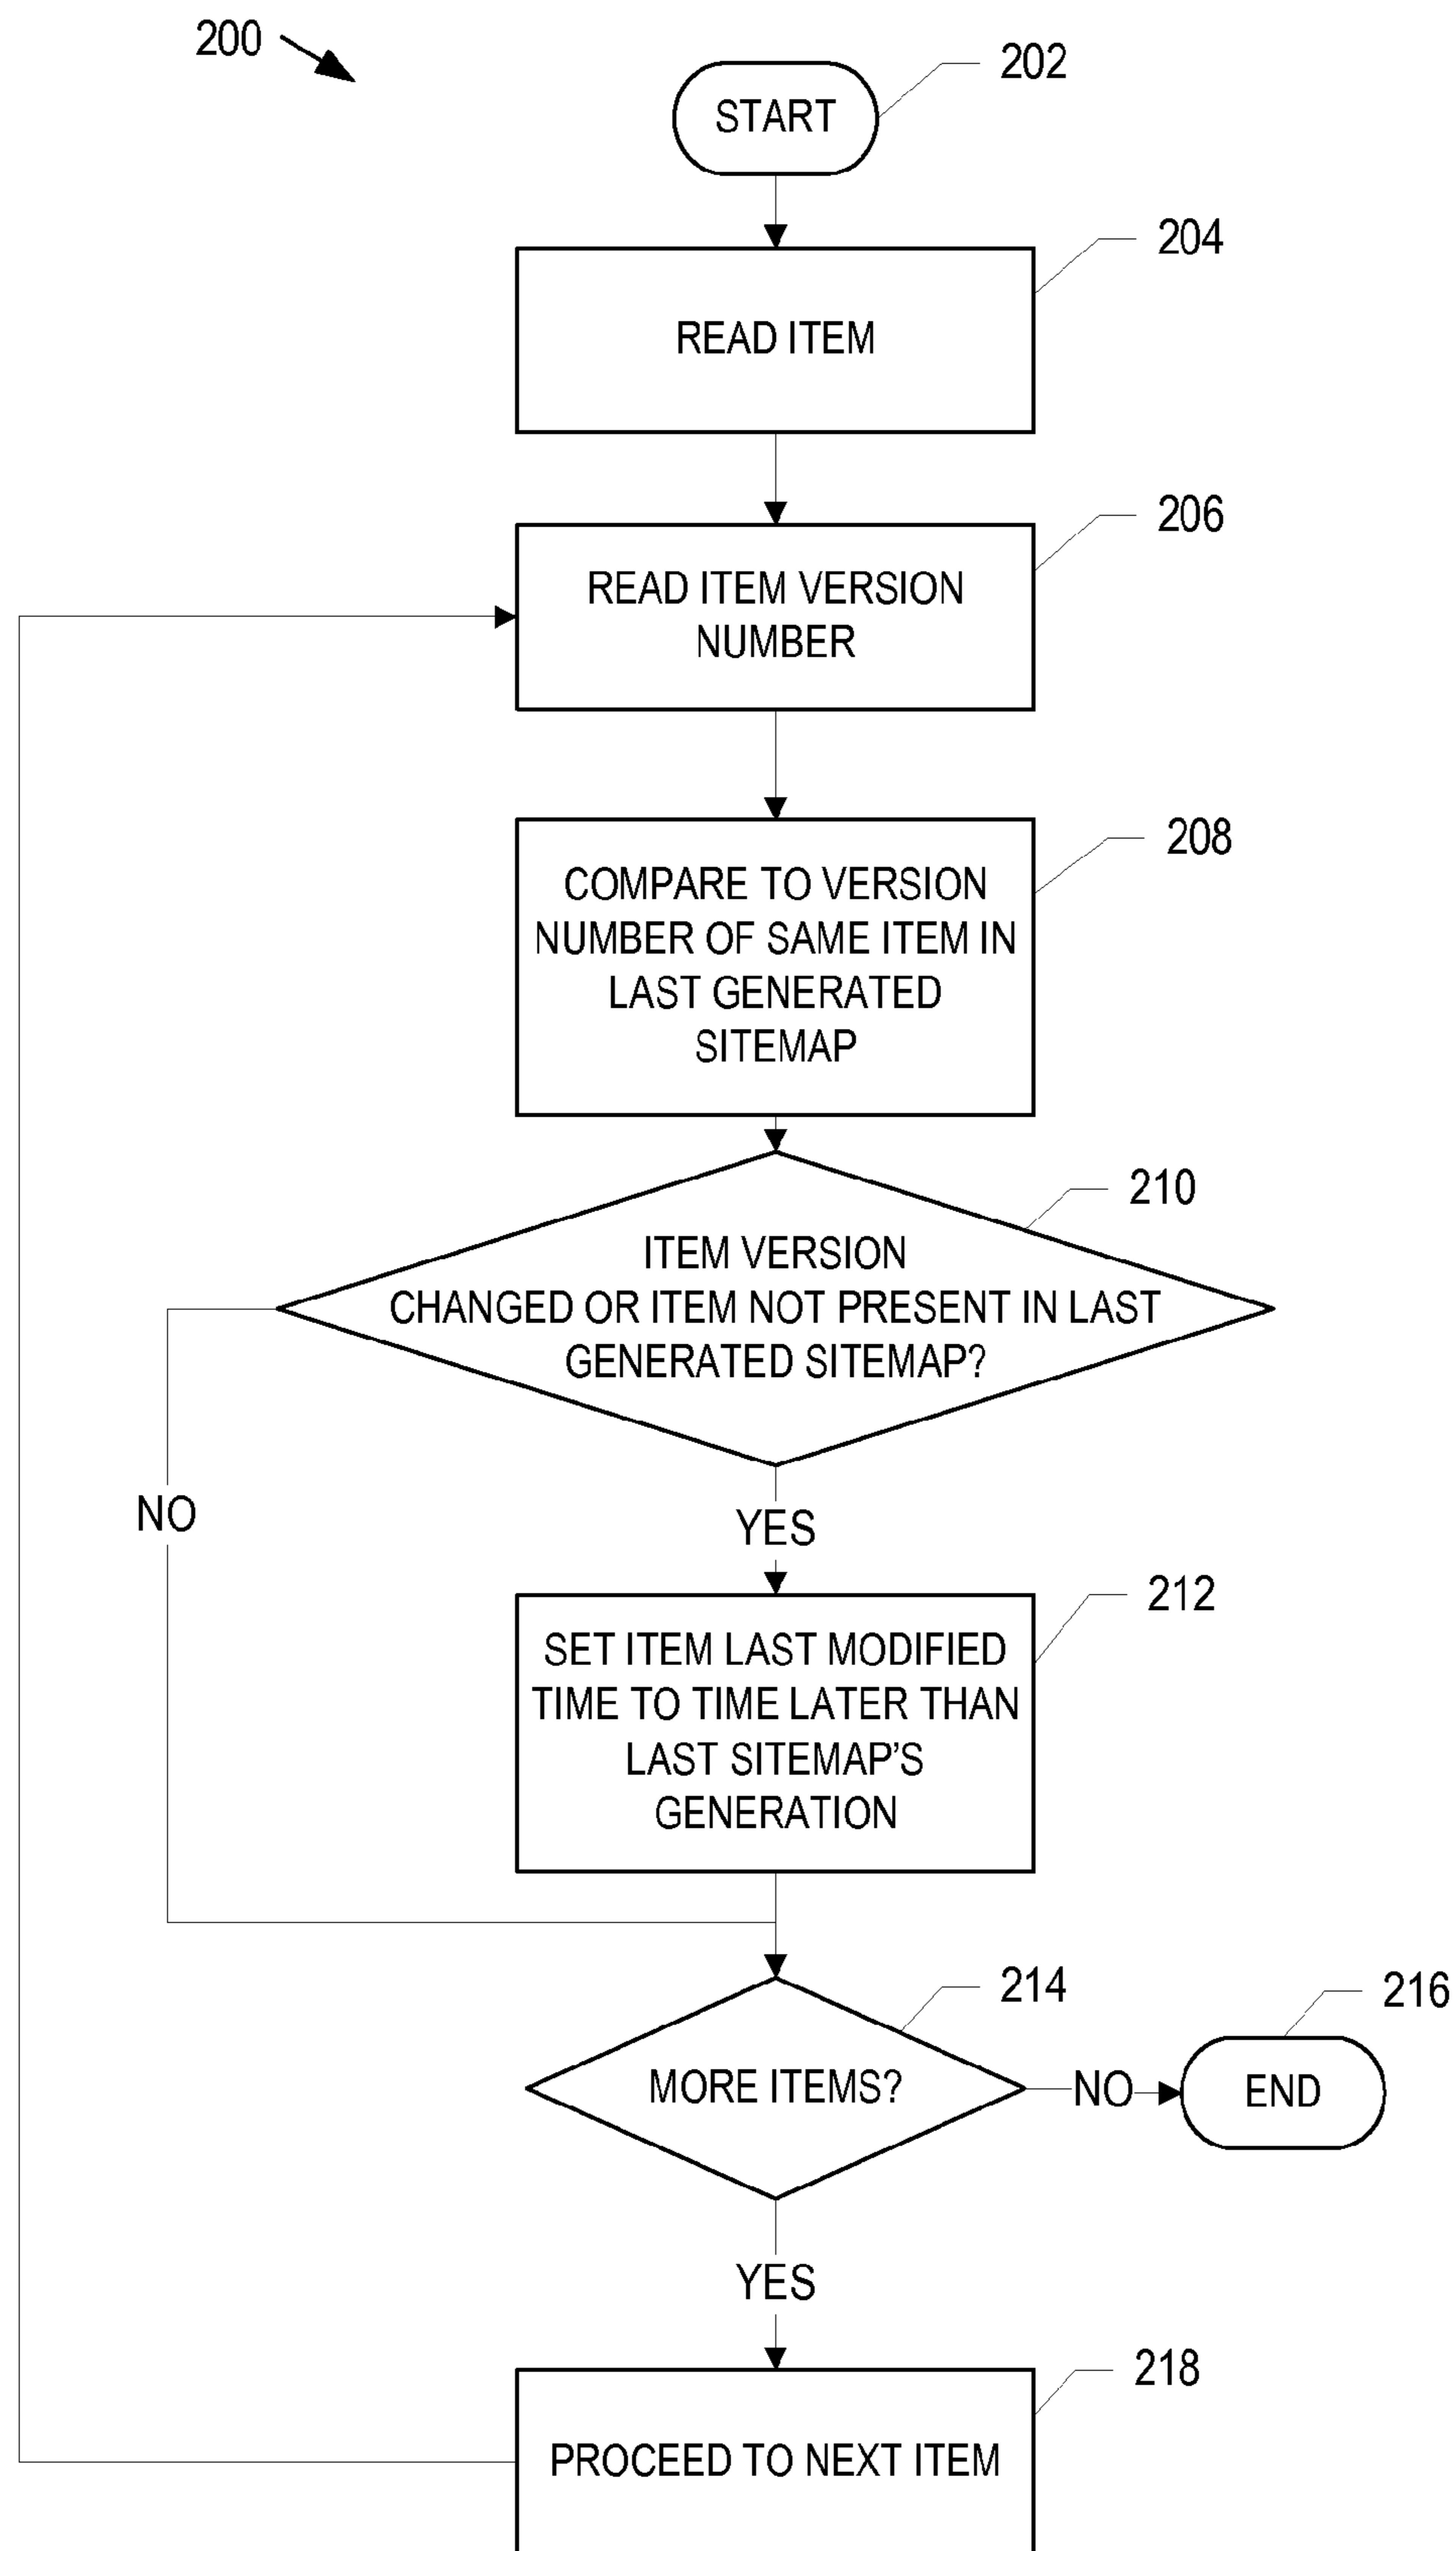 200
202
START
204
READ ITEM
206
READ ITEM VERSION
NUMBER
208
COMPARE TO VERSION
NUMBER OF SAME ITEM IN
LAST GENERATED
SITEMAP
210
ITEM VERSION
CHANGED OR ITEM NOT PRESENT IN LAST
GENERATED SITEMAP?
NO
YES
212
SET ITEM LAST MODIFIED
TIME TO TIME LATER THAN
LAST SITEMAP'S
GENERATION
214
216
MORE ITEMS?
NO
END
YES
218
PROCEED TO NEXT ITEM